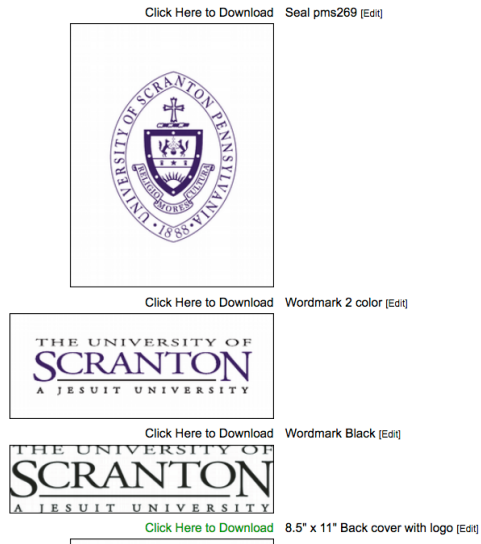 Click Here to Download Seal pms269 [Edit]
UNIVERSITY OF SCRANTON PENNSYLVANIA
RELIGIO MORES CULTURA
· 1888 ·
Click Here to Download Wordmark 2 color [Edit]
THE UNIVERSITY OF
SCRANTON
A JESUIT UNIVERSITY
Click Here to Download Wordmark Black [Edit]
THE UNIVERSITY OF
SCRANTON
A JESUIT UNIVERSITY
Click Here to Download 8.5" x 11" Back cover with logo [Edit]